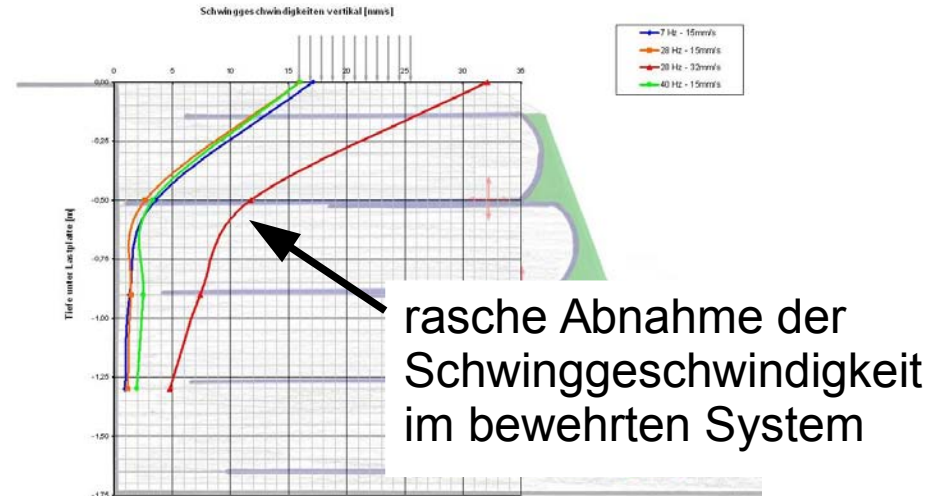 Schwinggeschwindigkeiten vertikal [mm/s]
7 Hz - 15mm/s
28 Hz - 15mm/s
28 Hz - 32mm/s
40 Hz - 15mm/s
0 5 10 15 20 25 30 35
0,00
-0,25
-0,50
-0,75
-1,00
-1,25
-1,50
-1,75
Tiefe unter Lastplatte [m]
rasche Abnahme der
Schwinggeschwindigkeit
im bewehrten System